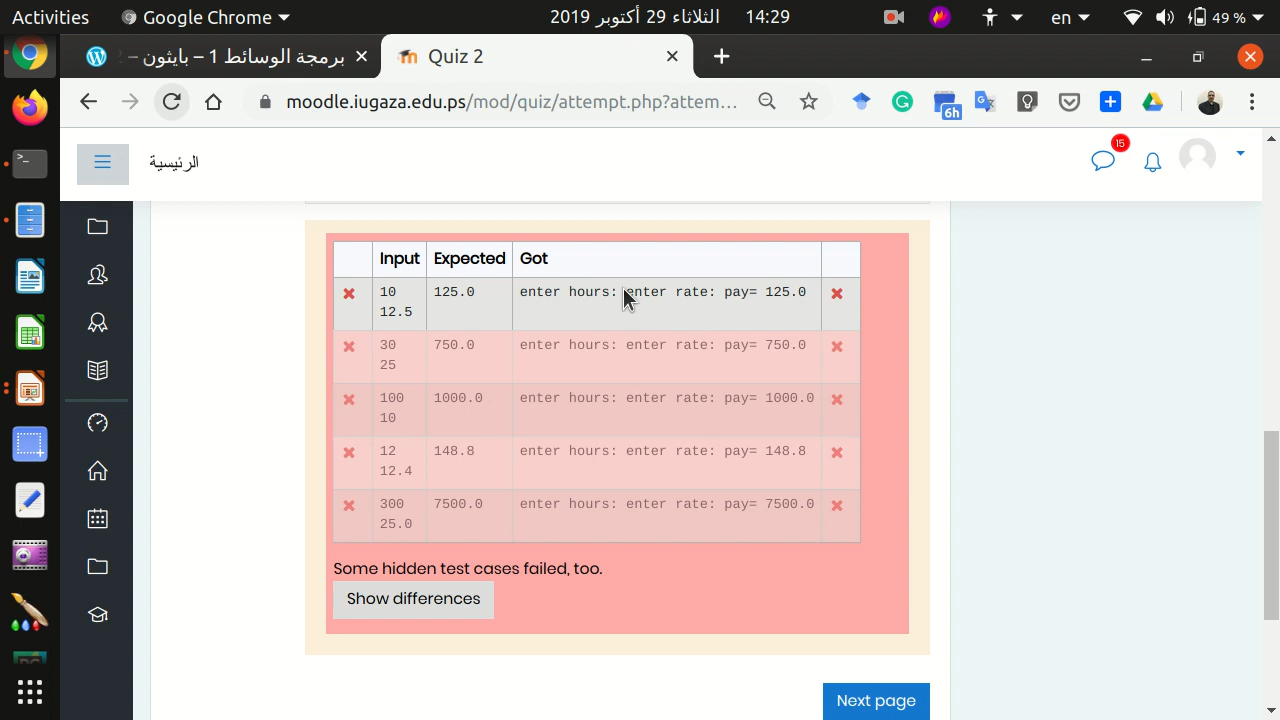 Activities
Google Chrome
الثلاثاء 29 أكتوبر 2019
14:29
en
49 %
برمجة الوسائط 1 – بايثون –
Quiz 2
moodle.iugaza.edu.ps/mod/quiz/attempt.php?attem...
6h
الرئيسية
15
Input Expected Got
10 125.0 enter hours: enter rate: pay= 125.0
12.5
30 750.0 enter hours: enter rate: pay= 750.0
25
100 1000.0 enter hours: enter rate: pay= 1000.0
10
12 148.8 enter hours: enter rate: pay= 148.8
12.4
300 7500.0 enter hours: enter rate: pay= 7500.0
25.0
Some hidden test cases failed, too.
Show differences
Next page